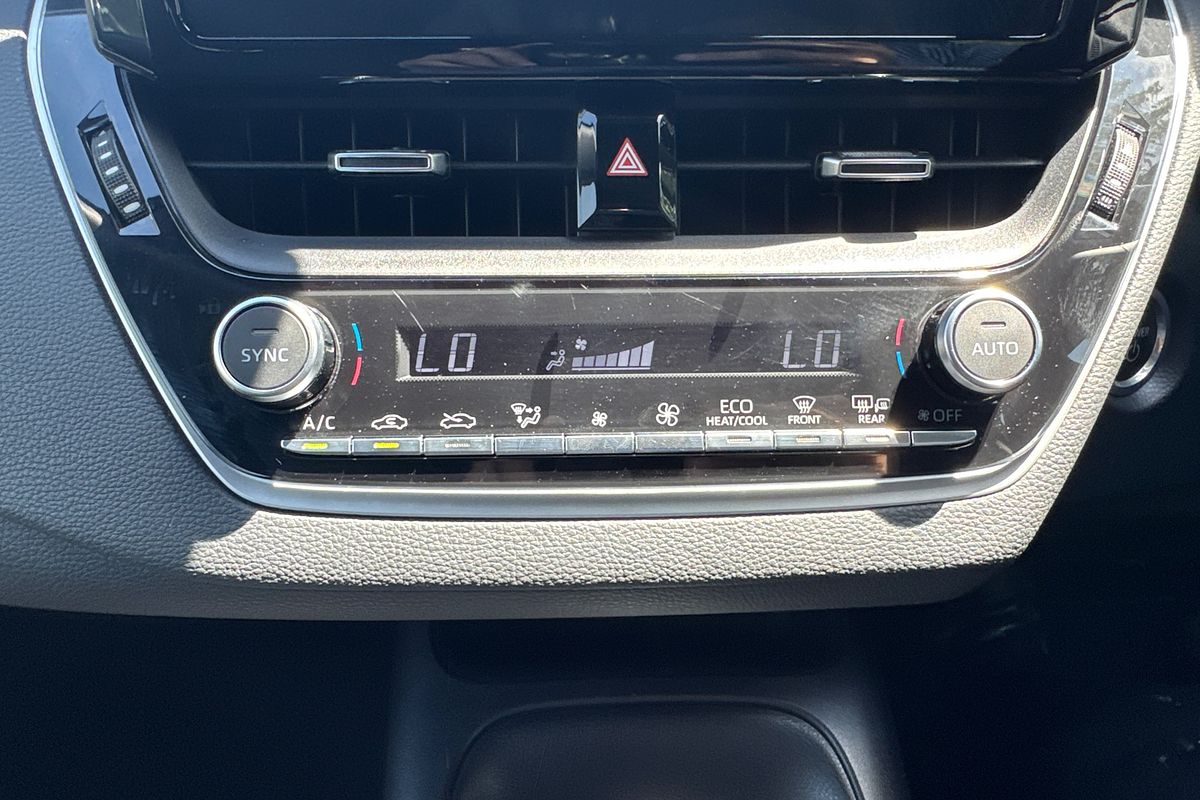 SYNC
LO
LO
AUTO
A/C
ECO
HEAT/COOL
FRONT
REAR
OFF